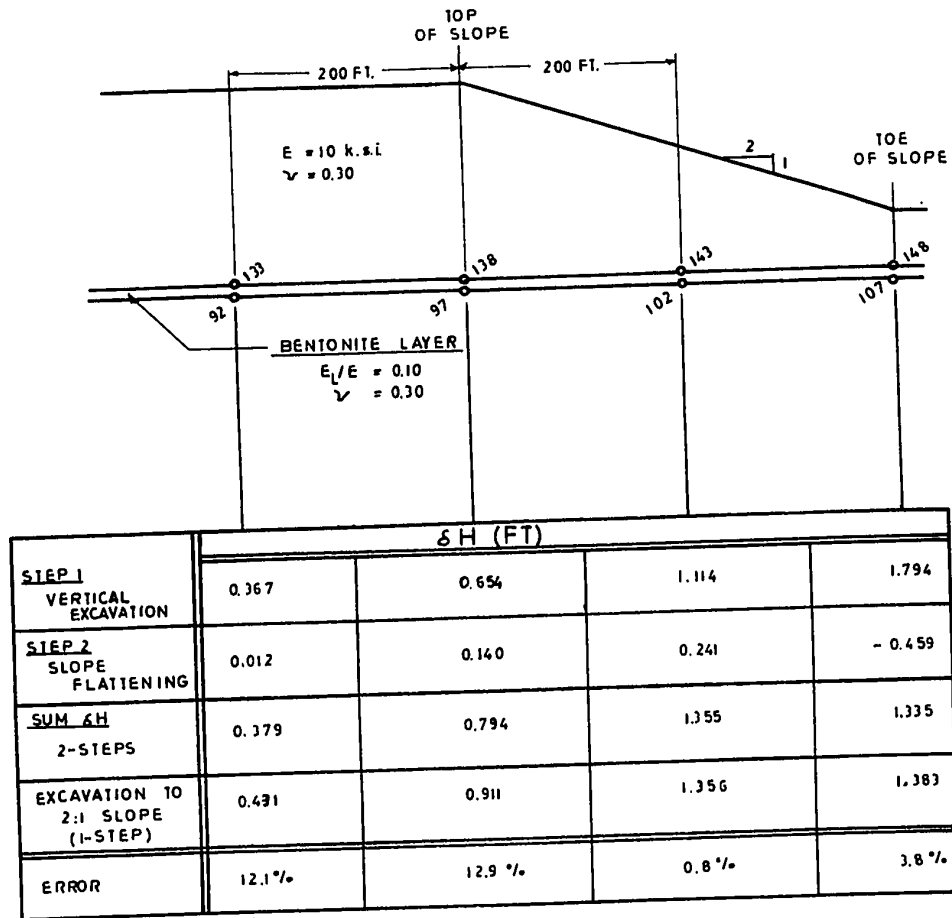 TOP
OF SLOPE
200 FT.
200 FT.
E = 10 k.s.i.
ν = 0.30
2
1
TOE
OF SLOPE
133
138
143
148
92
97
102
107
BENTONITE LAYER
E_L/E = 0.10
ν = 0.30
δH (FT)
STEP 1
VERTICAL
EXCAVATION
0.367
0.654
1.114
1.794
STEP 2
SLOPE
FLATTENING
0.012
0.140
0.241
- 0.459
SUM δH
2-STEPS
0.379
0.794
1.355
1.335
EXCAVATION TO
2:1 SLOPE
(1-STEP)
0.431
0.911
1.356
1.383
ERROR
12.1 %
12.9 %
0.8 %
3.8 %